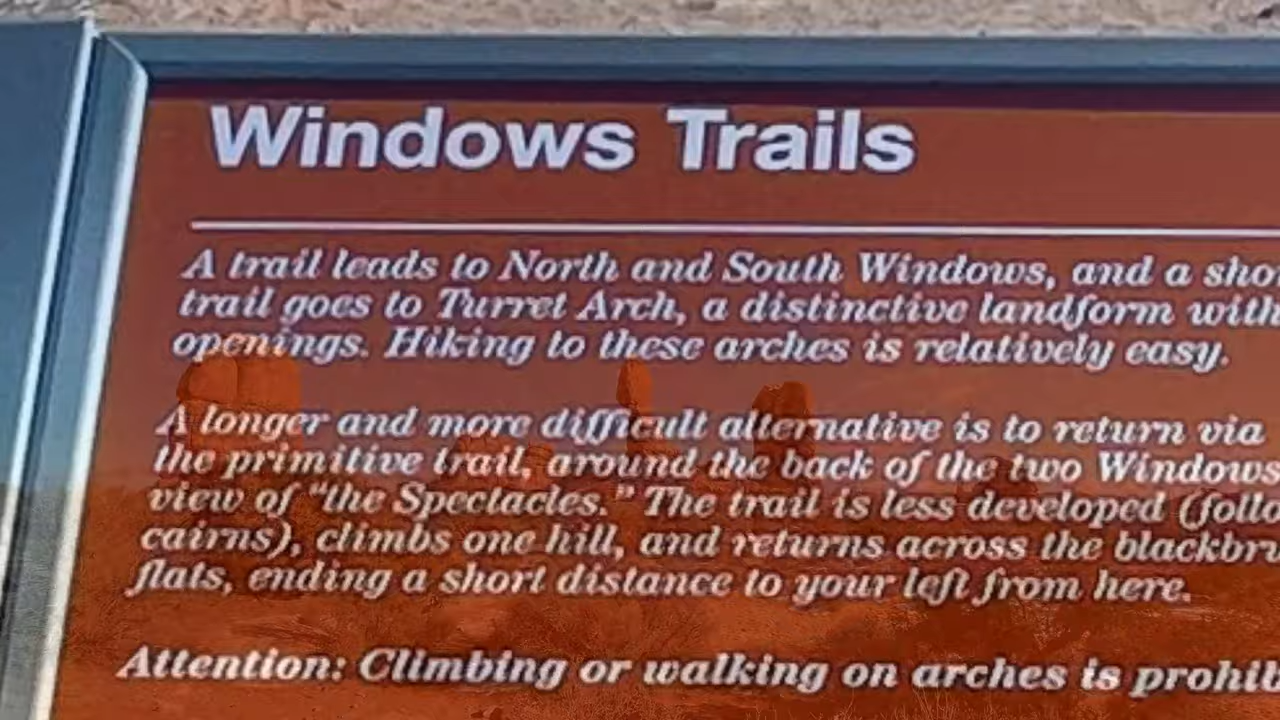 Windows Trails
A trail leads to North and South Windows, and a
trail goes to Turret Arch, a distinctive landform with
openings. Hiking to these arches is relatively easy.
A longer and more difficult alternative is to return via
the primitive trail, around the back of the two Windows
view of "the Spectacles." The trail is less developed
cairns), climbs one hill, and returns across the
flats, ending a short distance to your left from here.
Attention: Climbing or walking on arches is